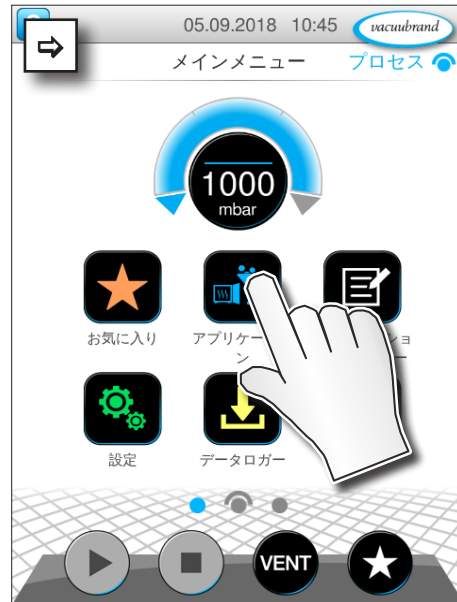 05.09.2018 10:45 vacuubrand
メインメニュー プロセス
1000
mbar
お気に入り アプリケー
ン
設定 データロガー
VENT